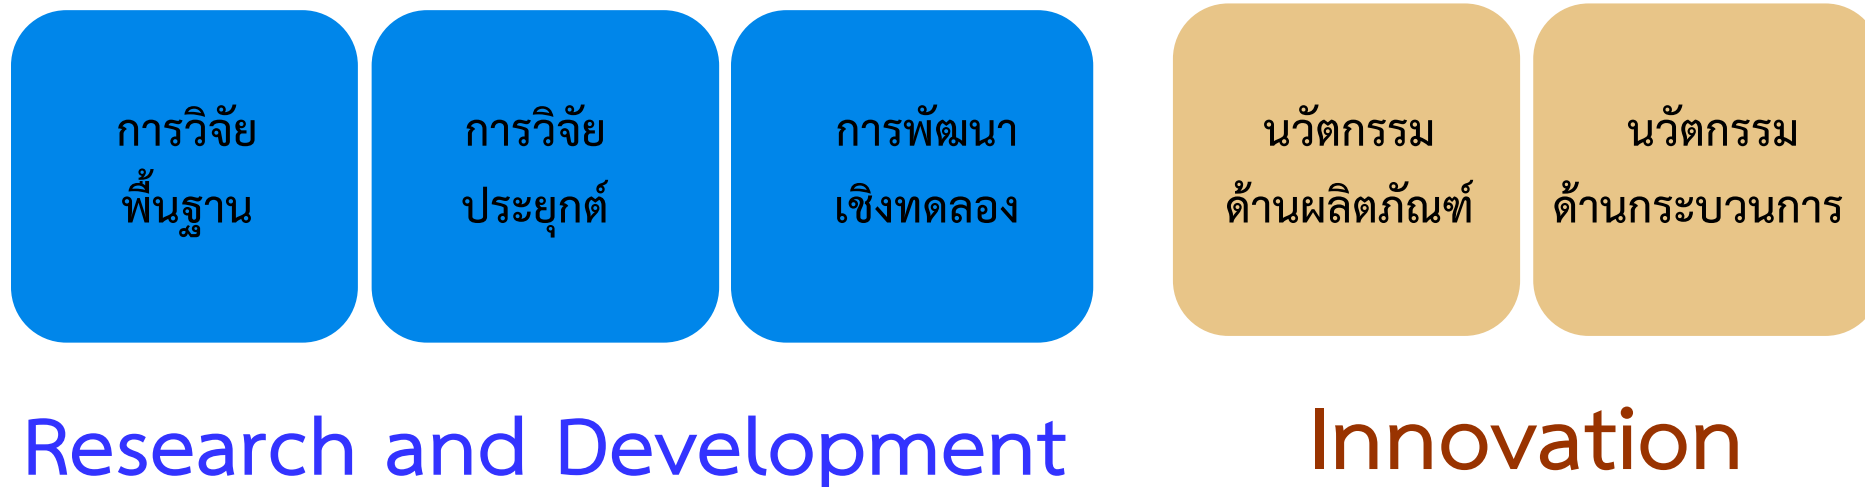 การวิจัย
พื้นฐาน
การวิจัย
ประยุกต์
การพัฒนา
เชิงทดลอง
นวัตกรรม
ด้านผลิตภัณฑ์
นวัตกรรม
ด้านกระบวนการ
Research and Development
Innovation